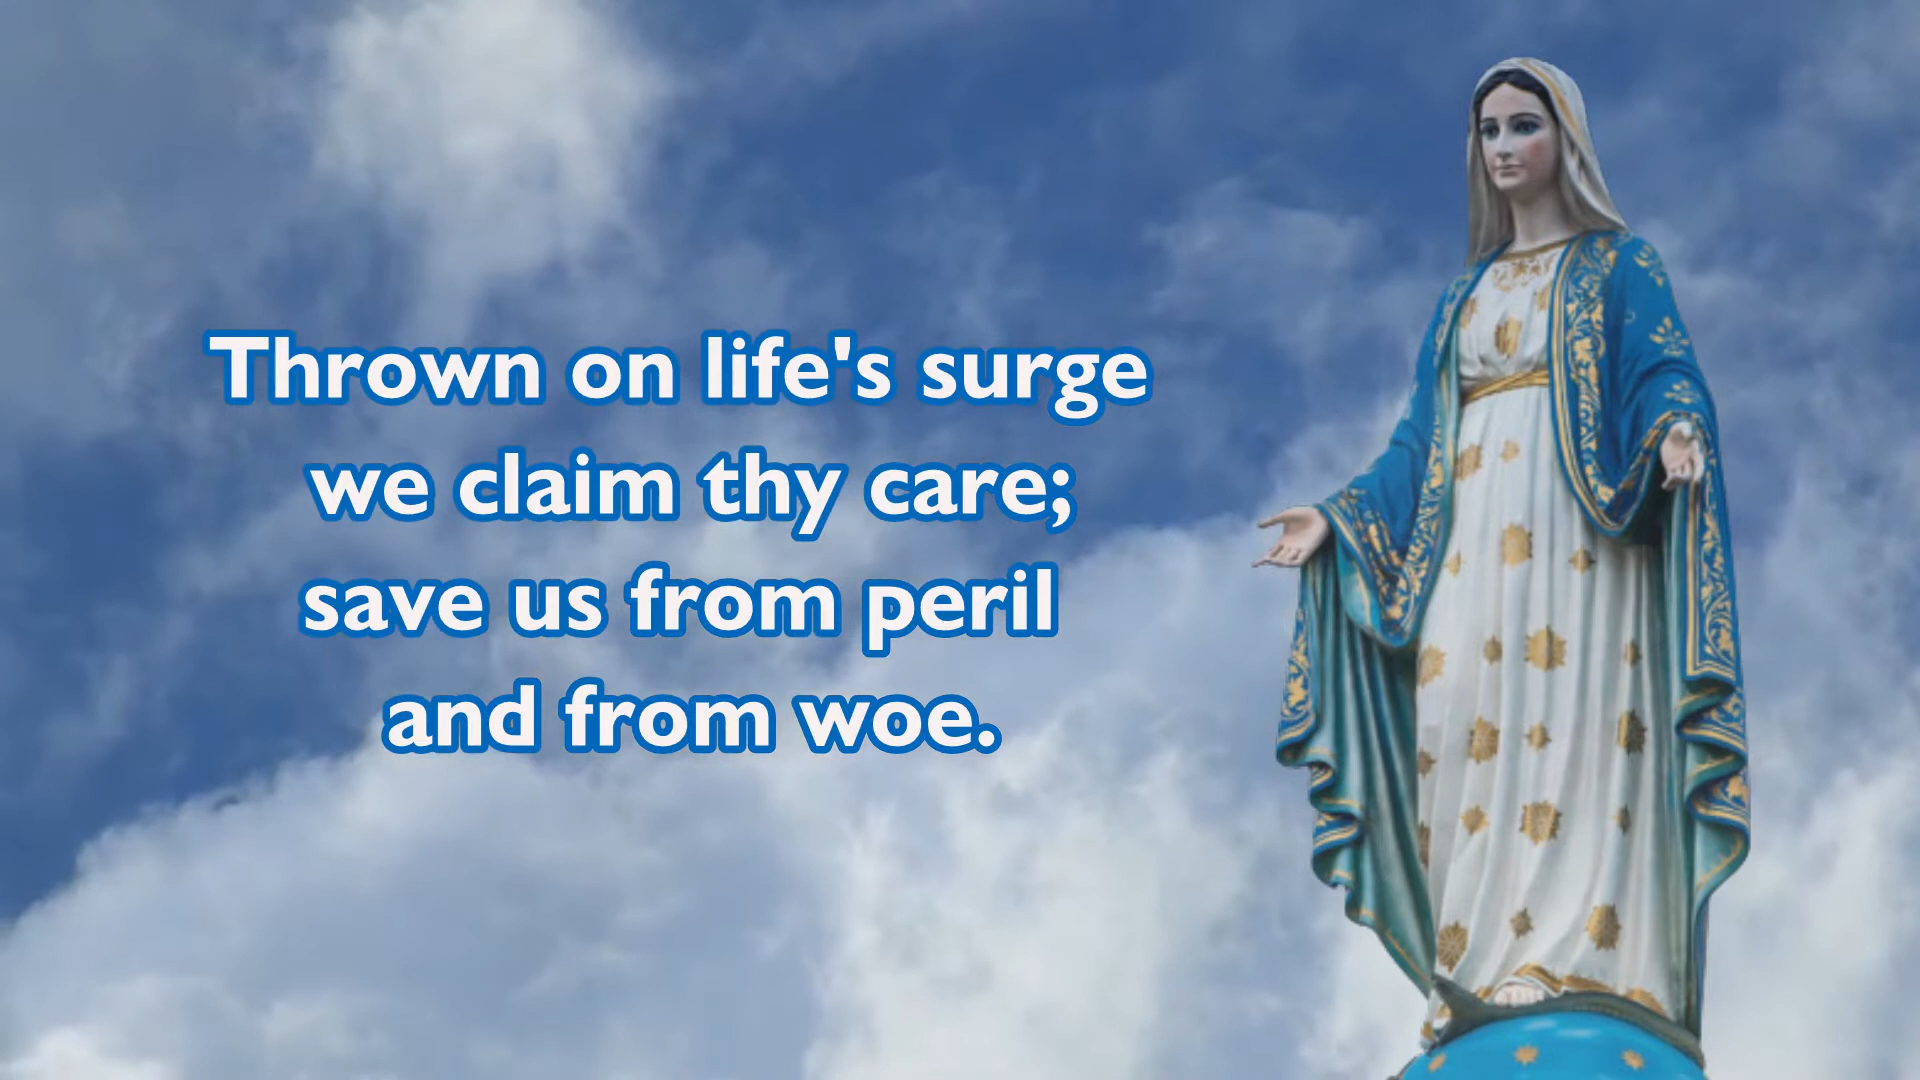 Thrown on life's surge
we claim thy care;
save us from peril
and from woe.